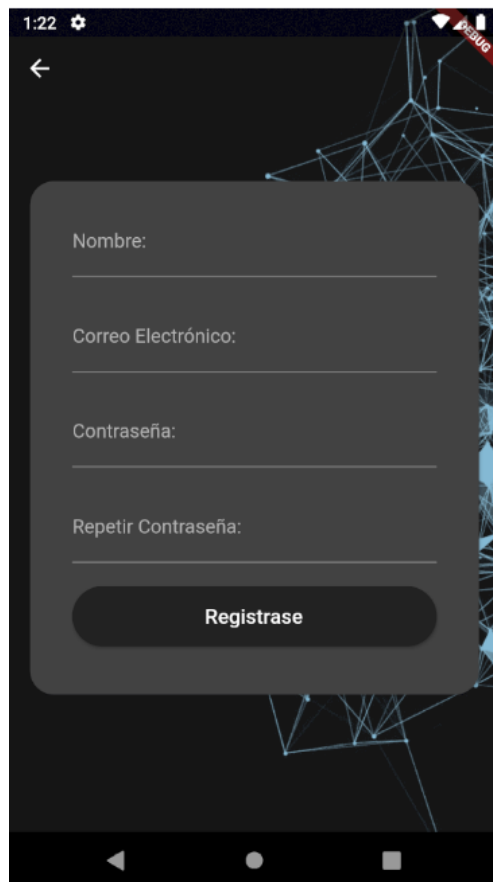 1:22
DEBUG
Nombre:
Correo Electrónico:
Contraseña:
Repetir Contraseña:
Registrase